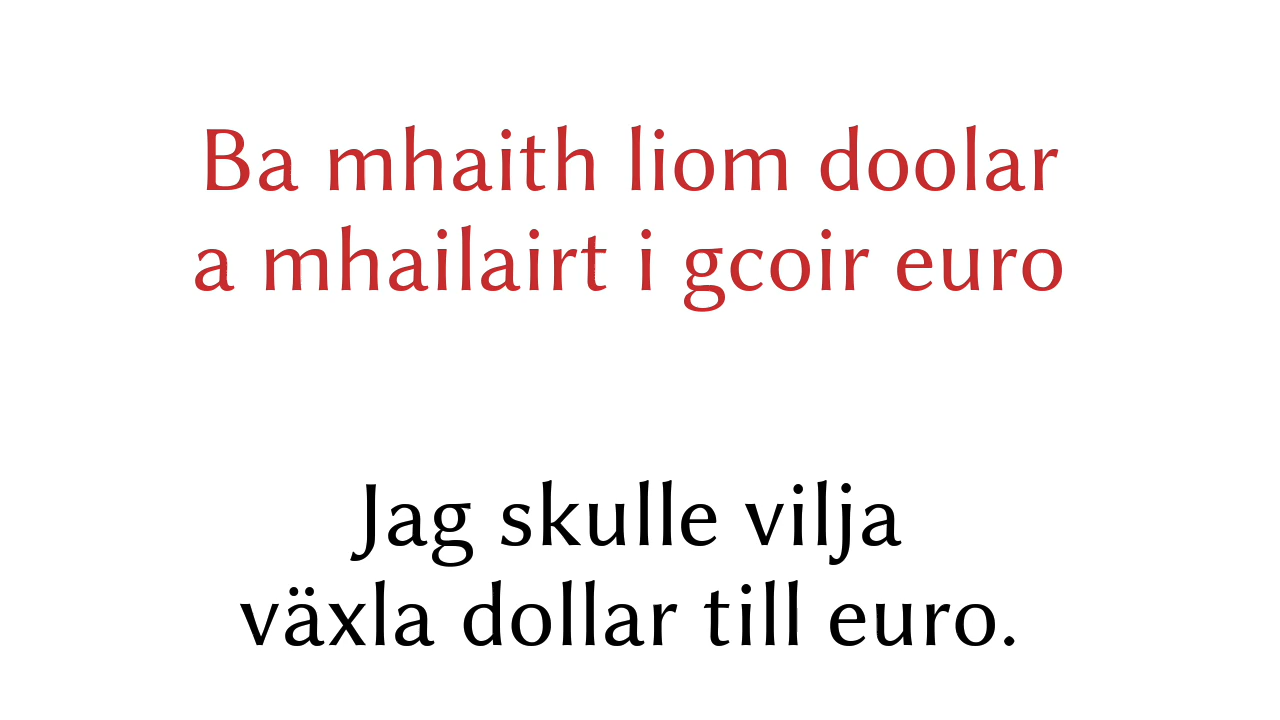 Ba mhaith liom doolar
a mhailairt i gcoir euro
Jag skulle vilja
växla dollar till euro.